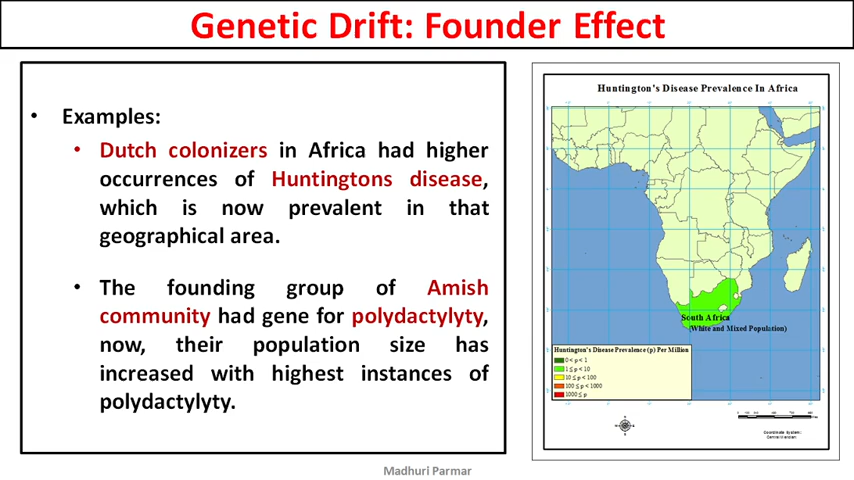 Genetic Drift: Founder Effect
• Examples:
• Dutch colonizers in Africa had higher
occurrences of Huntingtons disease,
which is now prevalent in that
geographical area.
• The founding group of Amish
community had gene for polydactylyty,
now, their population size has
increased with highest instances of
polydactylyty.
Huntington's Disease Prevalence In Africa
South Africa
(White and Mixed Population)
Huntington's Disease Prevalence (p) Per Million
0 < p < 1
1 ≤ p < 10
10 ≤ p < 100
100 ≤ p < 1000
1000 ≤ p
Coordinate System:
Madhuri Parmar